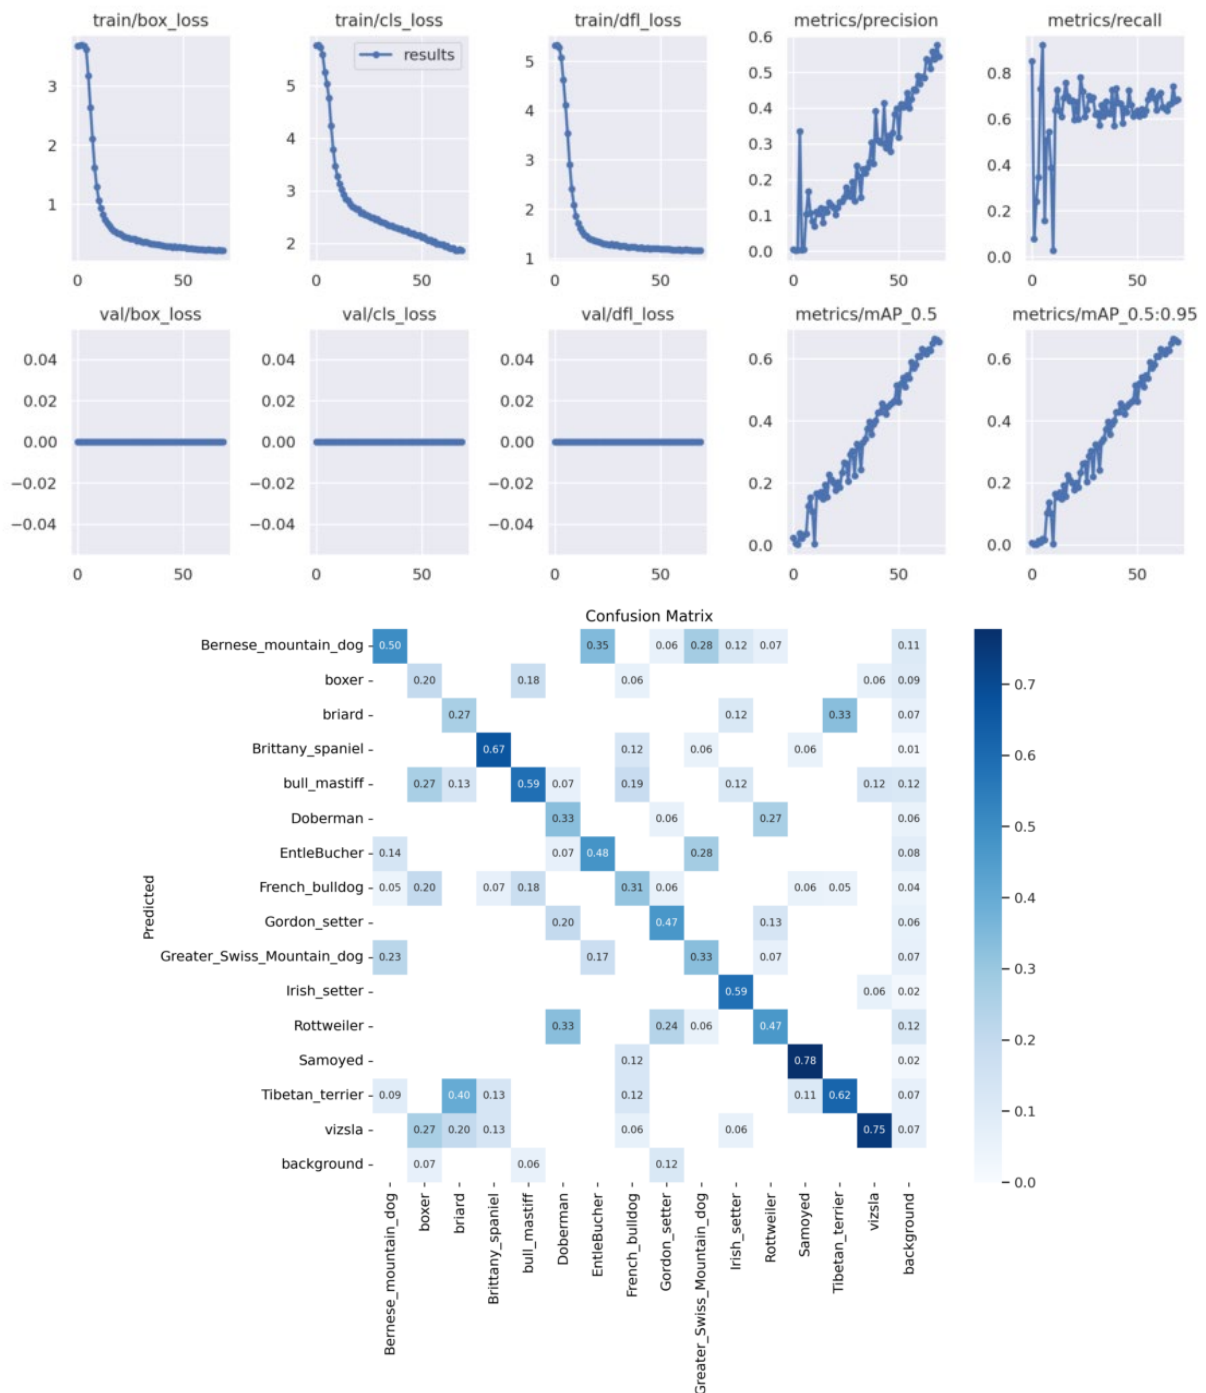 train/box_loss
train/cls_loss
train/dfl_loss
metrics/precision
metrics/recall
3
2
1
0
50
results
5
4
3
2
0
50
5
4
3
2
1
0
50
0.6
0.5
0.4
0.3
0.2
0.1
0.0
0
50
0.8
0.6
0.4
0.2
0.0
0
50
val/box_loss
val/cls_loss
val/dfl_loss
metrics/mAP_0.5
metrics/mAP_0.5:0.95
0.04
0.02
0.00
−0.02
−0.04
0
50
0.04
0.02
0.00
−0.02
−0.04
0
50
0.04
0.02
0.00
−0.02
−0.04
0
50
0.6
0.4
0.2
0.0
0
50
0.6
0.4
0.2
0.0
0
50
Confusion Matrix
Predicted
Bernese_mountain_dog 0.50 0.35 0.06 0.28 0.12 0.07 0.11
boxer 0.20 0.18 0.06 0.06 0.09
briard 0.27 0.12 0.33 0.07
Brittany_spaniel 0.67 0.12 0.06 0.06 0.01
bull_mastiff 0.27 0.13 0.59 0.07 0.19 0.12 0.12 0.12
Doberman 0.33 0.06 0.27 0.06
EntleBucher 0.14 0.07 0.48 0.28 0.08
French_bulldog 0.05 0.20 0.07 0.18 0.31 0.06 0.06 0.05 0.04
Gordon_setter 0.20 0.47 0.13 0.06
Greater_Swiss_Mountain_dog 0.23 0.17 0.33 0.07 0.07
Irish_setter 0.59 0.06 0.02
Rottweiler 0.33 0.24 0.06 0.47 0.12
Samoyed 0.12 0.78 0.02
Tibetan_terrier 0.09 0.40 0.13 0.12 0.11 0.62 0.07
vizsla 0.27 0.20 0.13 0.06 0.06 0.75 0.07
background 0.07 0.06 0.12
Bernese_mountain_dog
boxer
briard
Brittany_spaniel
bull_mastiff
Doberman
EntleBucher
French_bulldog
Gordon_setter
Greater_Swiss_Mountain_dog
Irish_setter
Rottweiler
Samoyed
Tibetan_terrier
vizsla
background
0.7
0.6
0.5
0.4
0.3
0.2
0.1
0.0